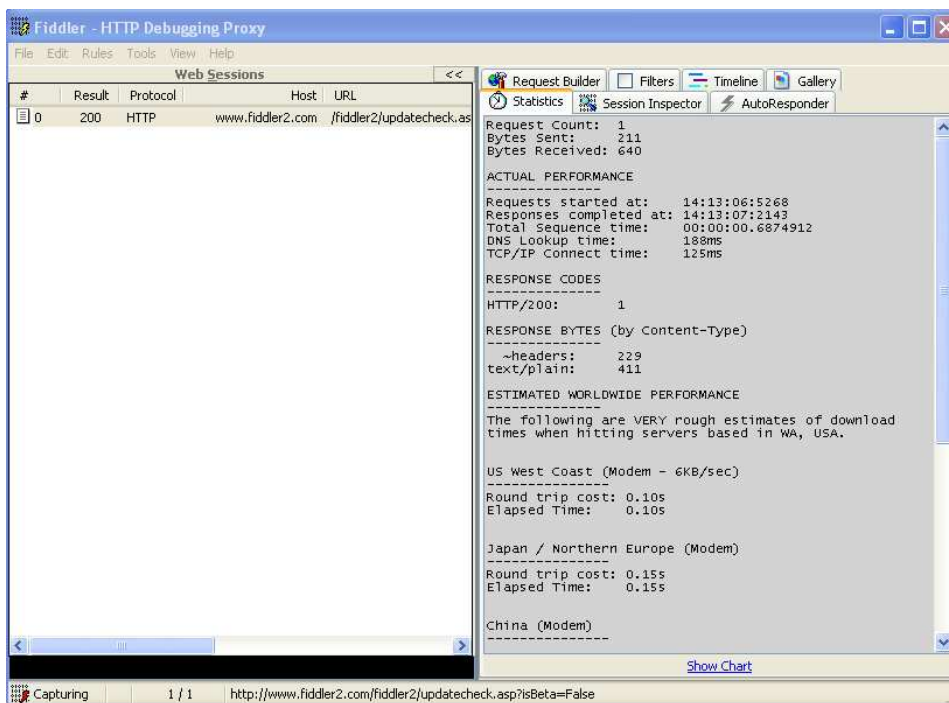 Fiddler - HTTP Debugging Proxy
File Edit Rules Tools View Help
Web Sessions <<
# Result Protocol Host URL
0 200 HTTP www.fiddler2.com /fiddler2/updatecheck.as
Request Builder Filters Timeline Gallery
Statistics Session Inspector AutoResponder
Request Count: 1
Bytes Sent: 211
Bytes Received: 640
ACTUAL PERFORMANCE
--------------
Requests started at: 14:13:06:5268
Responses completed at: 14:13:07:2143
Total Sequence time: 00:00:00.6874912
DNS Lookup time: 188ms
TCP/IP Connect time: 125ms
RESPONSE CODES
--------------
HTTP/200: 1
RESPONSE BYTES (by Content-Type)
--------------
~headers: 229
text/plain: 411
ESTIMATED WORLDWIDE PERFORMANCE
--------------
The following are VERY rough estimates of download
times when hitting servers based in WA, USA.
US West Coast (Modem - 6KB/sec)
---------------
Round trip cost: 0.10s
Elapsed Time: 0.10s
Japan / Northern Europe (Modem)
---------------
Round trip cost: 0.15s
Elapsed Time: 0.15s
China (Modem)
---------------
Show Chart
Capturing 1 / 1 http://www.fiddler2.com/fiddler2/updatecheck.asp?isBeta=False